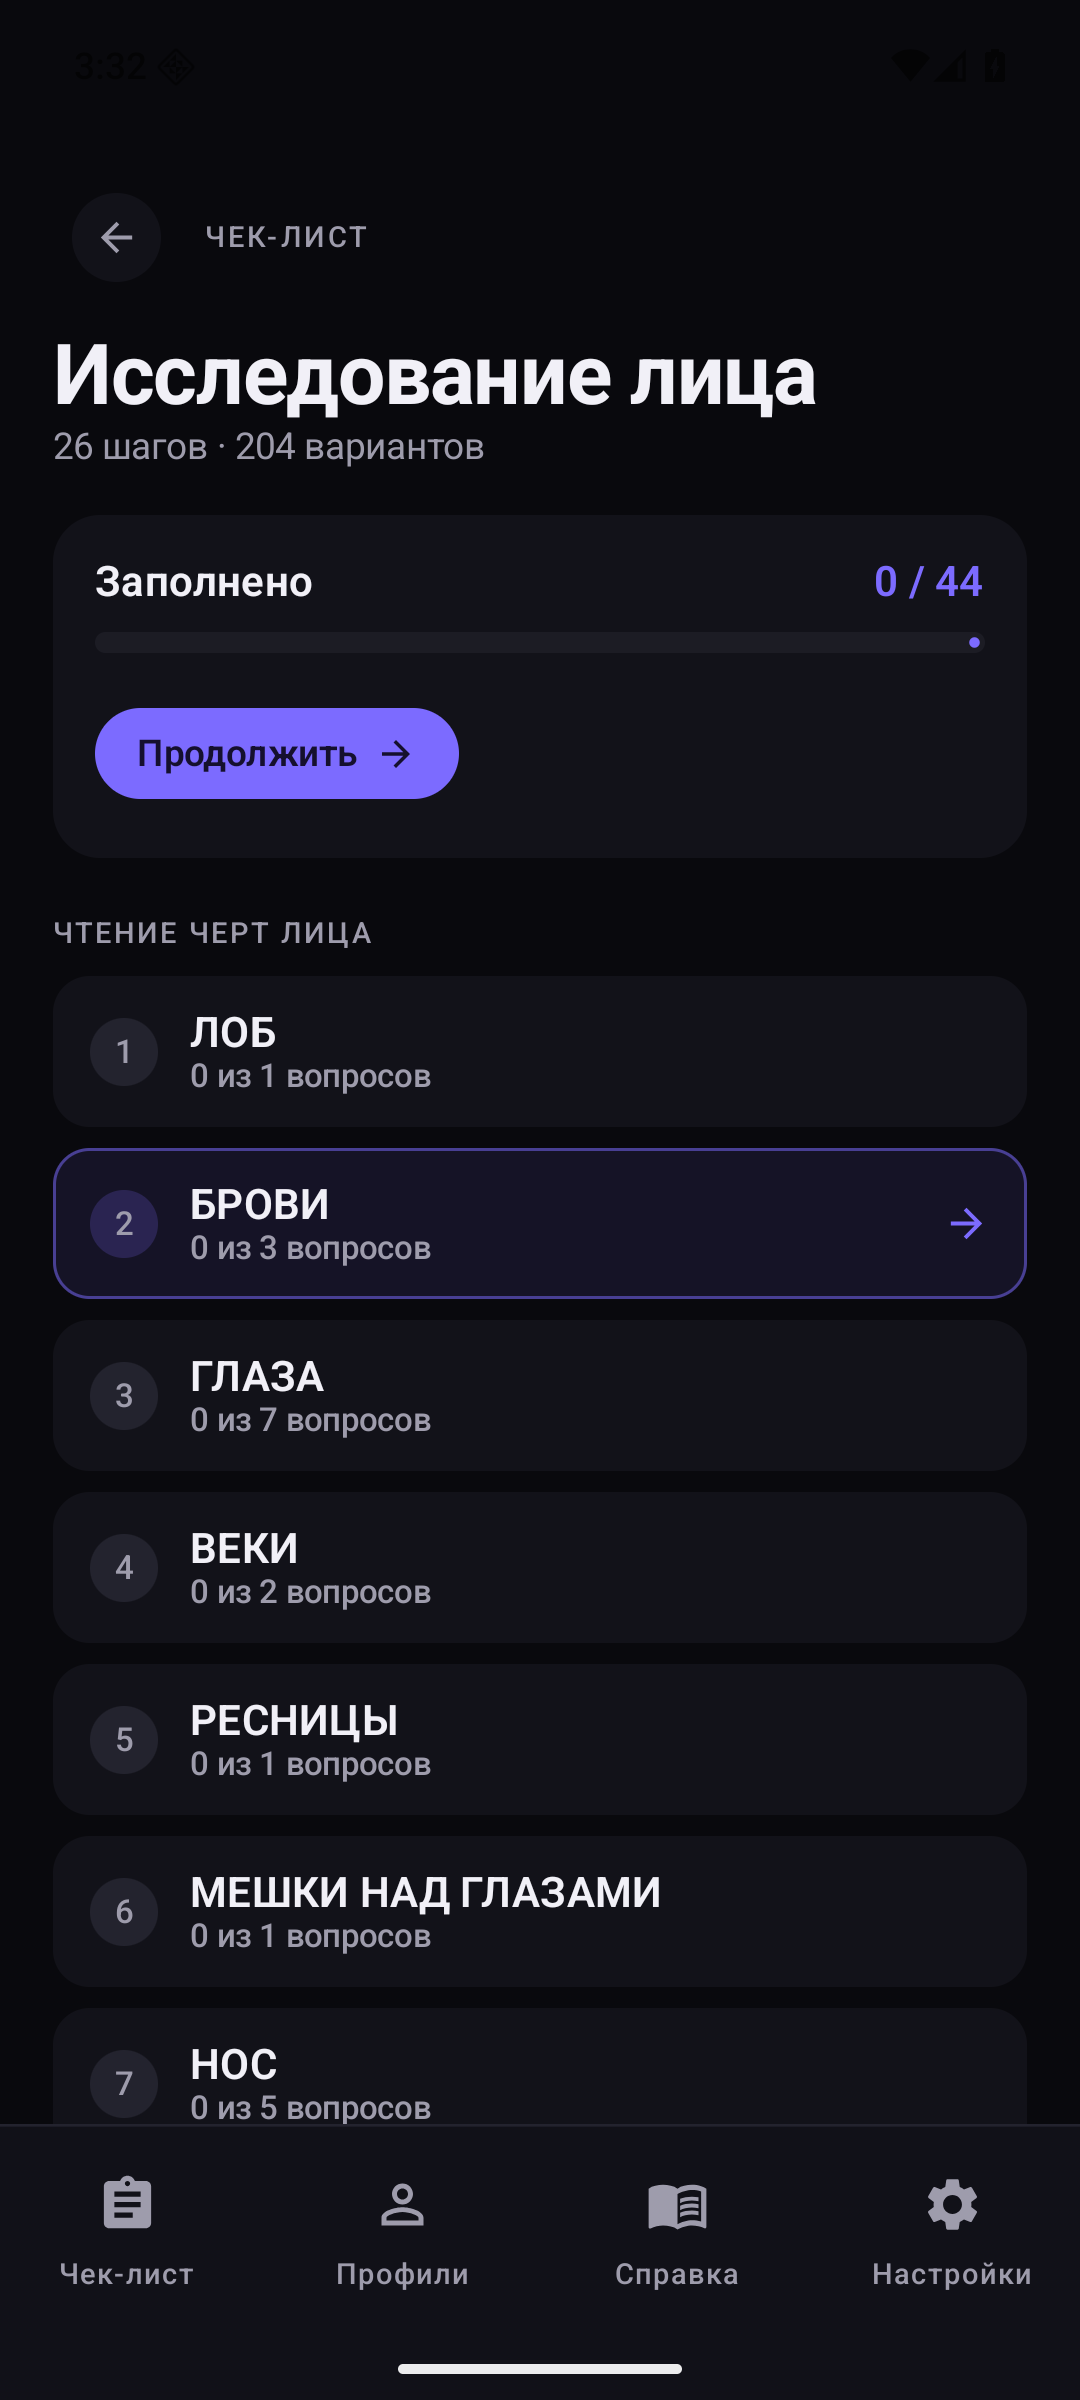 3:32
ЧЕК-ЛИСТ
Исследование лица
26 шагов · 204 вариантов
Заполнено
0 / 44
Продолжить
ЧТЕНИЕ ЧЕРТ ЛИЦА
1
ЛОБ
0 из 1 вопросов
2
БРОВИ
0 из 3 вопросов
3
ГЛАЗА
0 из 7 вопросов
4
ВЕКИ
0 из 2 вопросов
5
РЕСНИЦЫ
0 из 1 вопросов
6
МЕШКИ НАД ГЛАЗАМИ
0 из 1 вопросов
7
НОС
0 из 5 вопросов
Чек-лист
Профили
Справка
Настройки